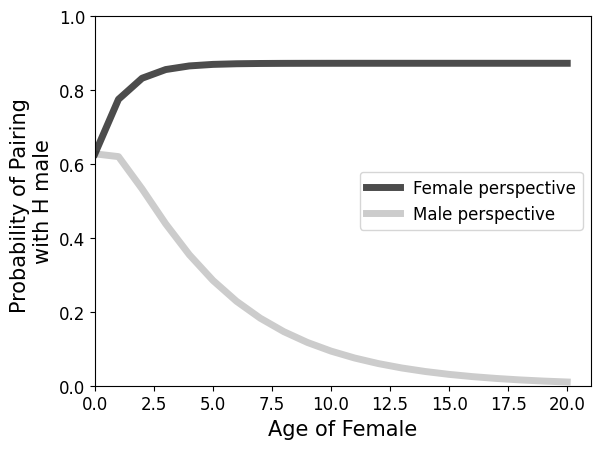 1.0
0.8
0.6
0.4
0.2
0.0
Probability of Pairing
with H male
Female perspective
Male perspective
0.0 2.5 5.0 7.5 10.0 12.5 15.0 17.5 20.0
Age of Female